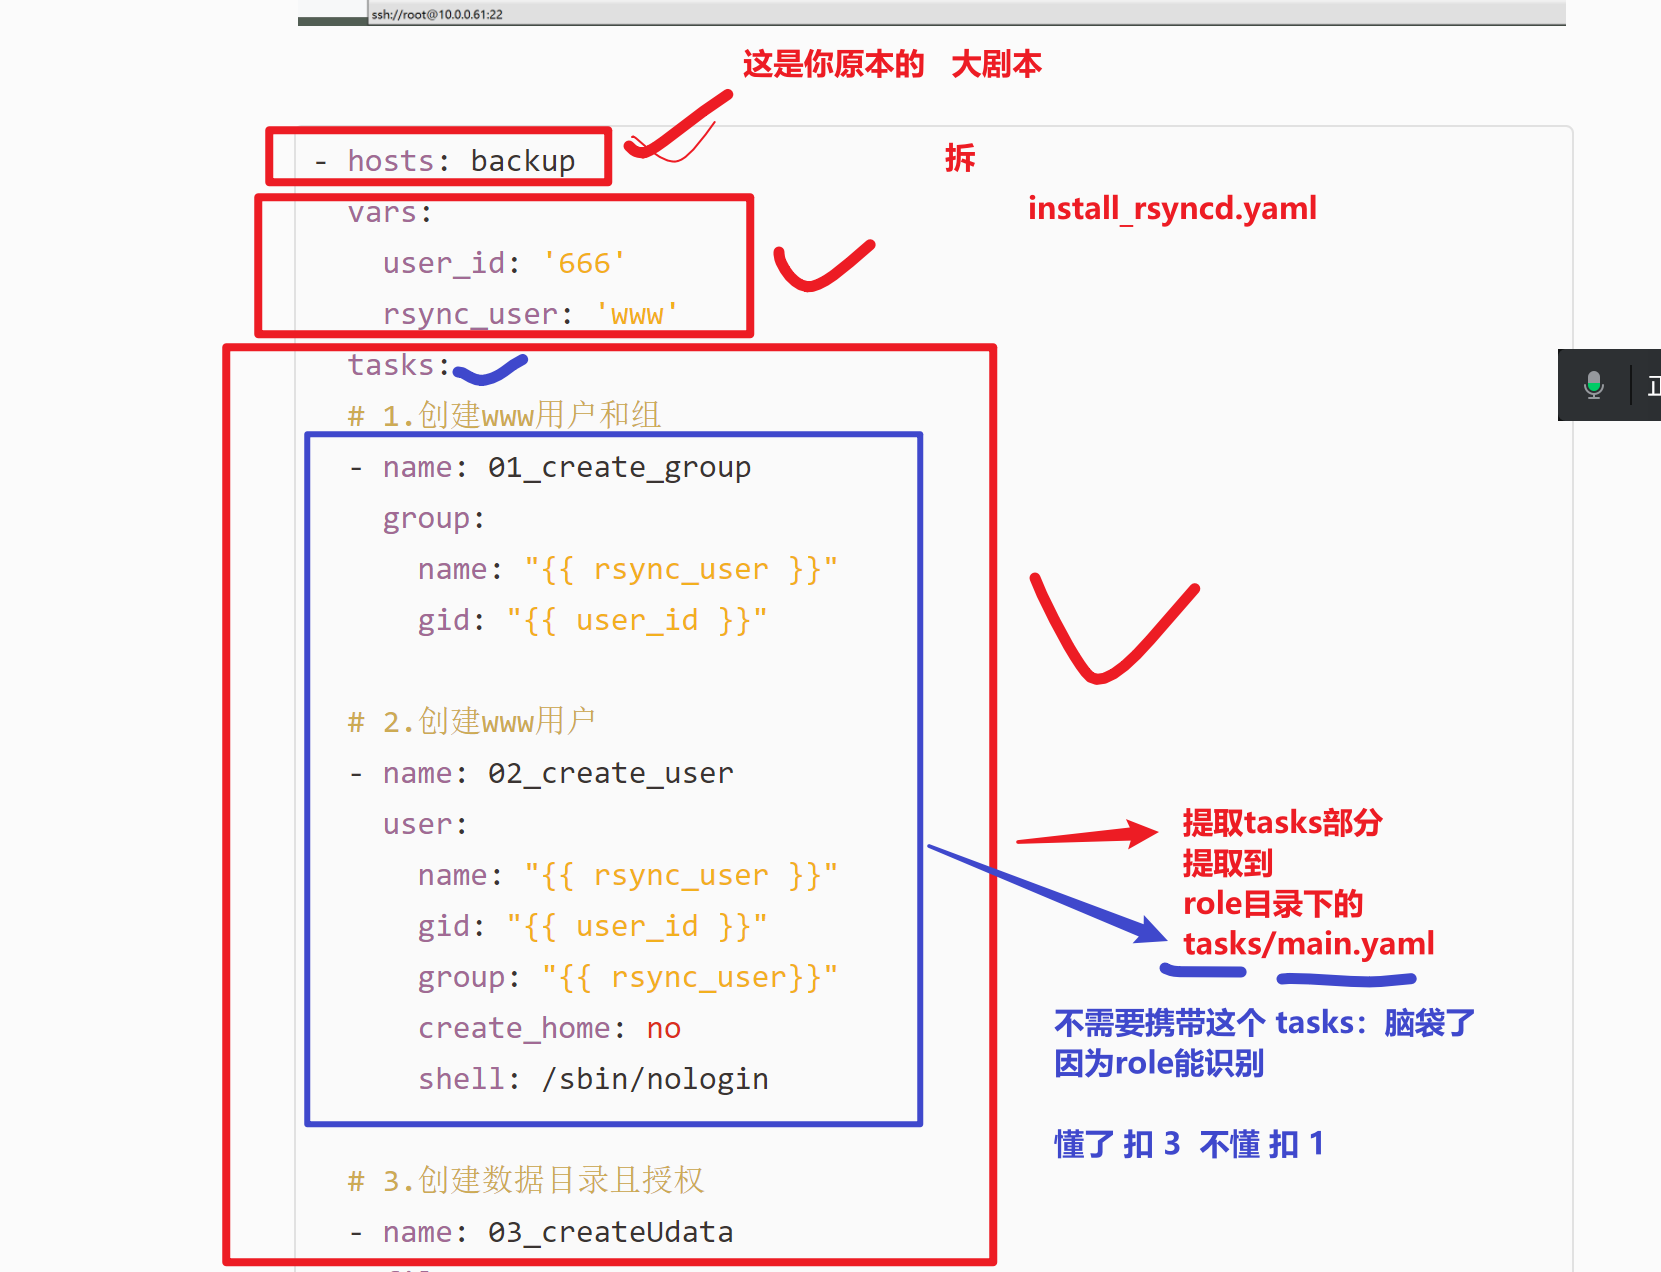 ssh://root@10.0.0.61:22
这是你原本的 大剧本
- hosts: backup
拆
vars:
install_rsyncd.yaml
user_id: '666'
rsync_user: 'www'
tasks:
正
# 1.创建www用户和组
- name: 01_create_group
group:
name: "{{ rsync_user }}"
gid: "{{ user_id }}"
# 2.创建www用户
- name: 02_create_user
user:
name: "{{ rsync_user }}"
gid: "{{ user_id }}"
group: "{{ rsync_user}}"
create_home: no
shell: /sbin/nologin
提取tasks部分
提取到
role目录下的
tasks/main.yaml
不需要携带这个 tasks：脑袋了
因为role能识别
懂了 扣 3 不懂 扣 1
# 3.创建数据目录且授权
- name: 03_createUdata